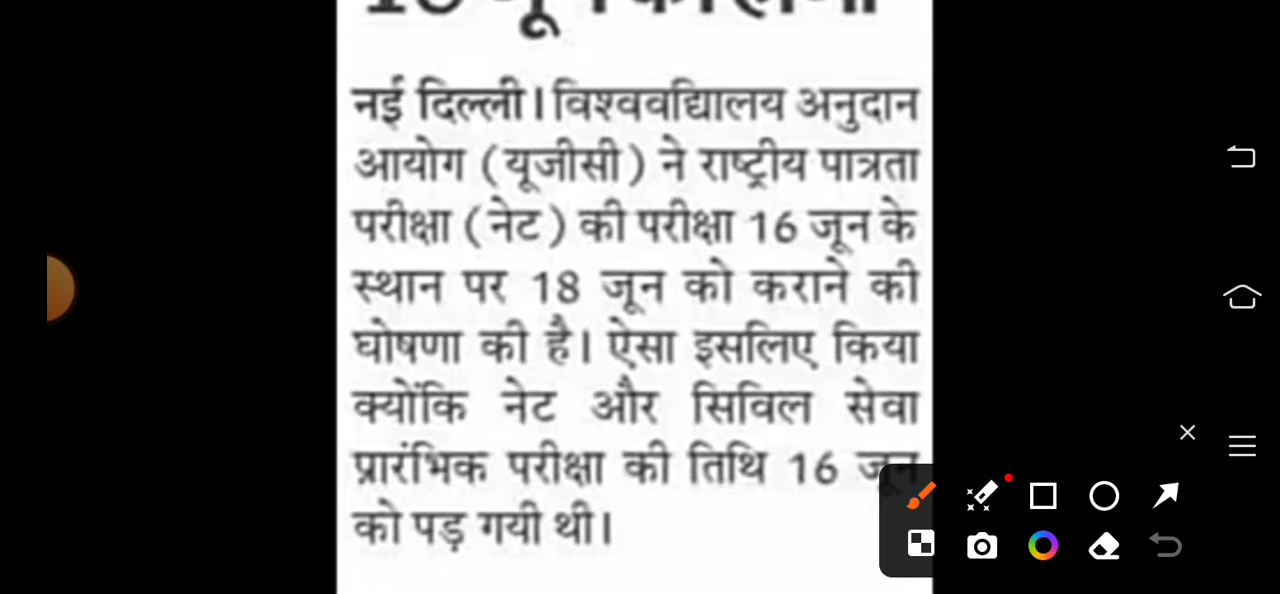 नई दिल्ली। विश्ववद्यिालय अनुदान
आयोग (यूजीसी) ने राष्ट्रीय पात्रता
परीक्षा (नेट) की परीक्षा 16 जून के
स्थान पर 18 जून को कराने की
घोषणा की है। ऐसा इसलिए किया
क्योंकि नेट और सिविल सेवा
प्रारंभिक परीक्षा की तिथि 16 जून
को पड़ गयी थी।